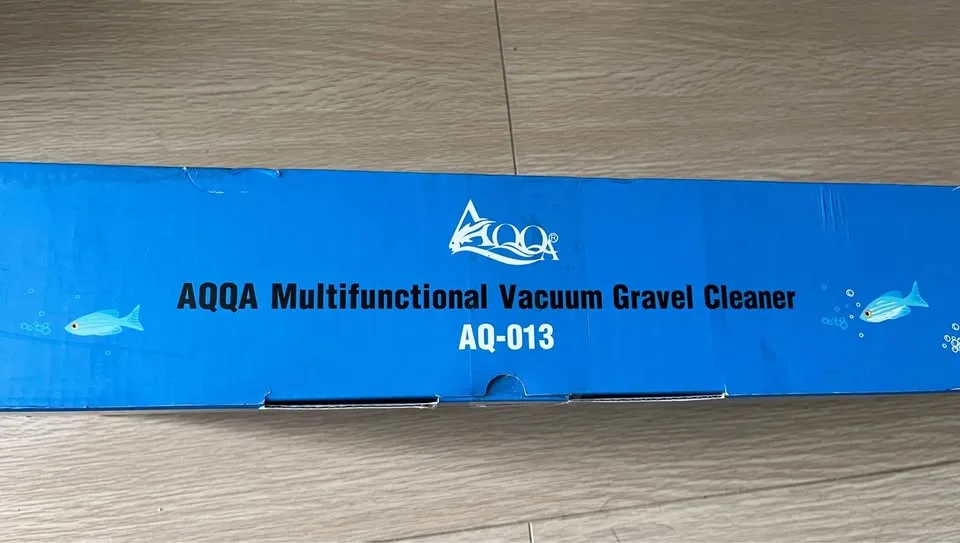 AQQA®
AQQA Multifunctional Vacuum Gravel Cleaner
AQ-013